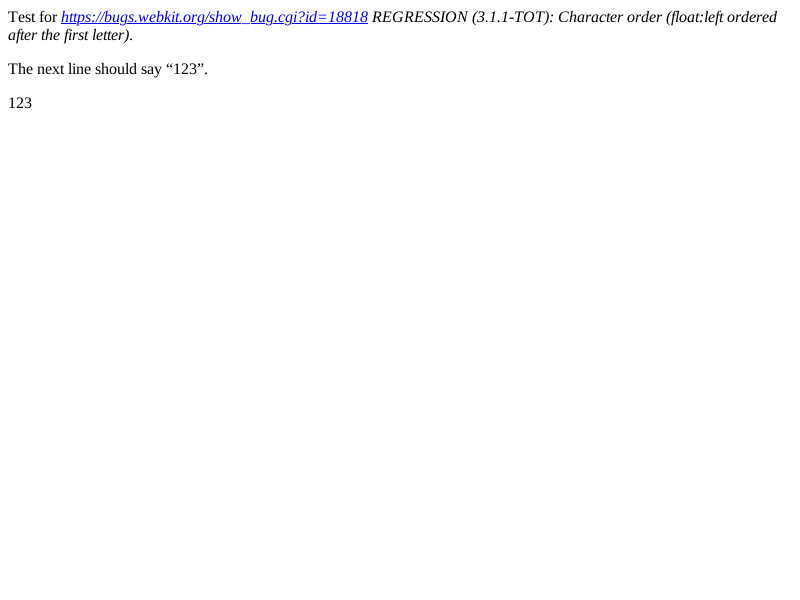 Test for https://bugs.webkit.org/show_bug.cgi?id=18818 REGRESSION (3.1.1-TOT): Character order (float:left ordered
after the first letter).
The next line should say “123”.
123